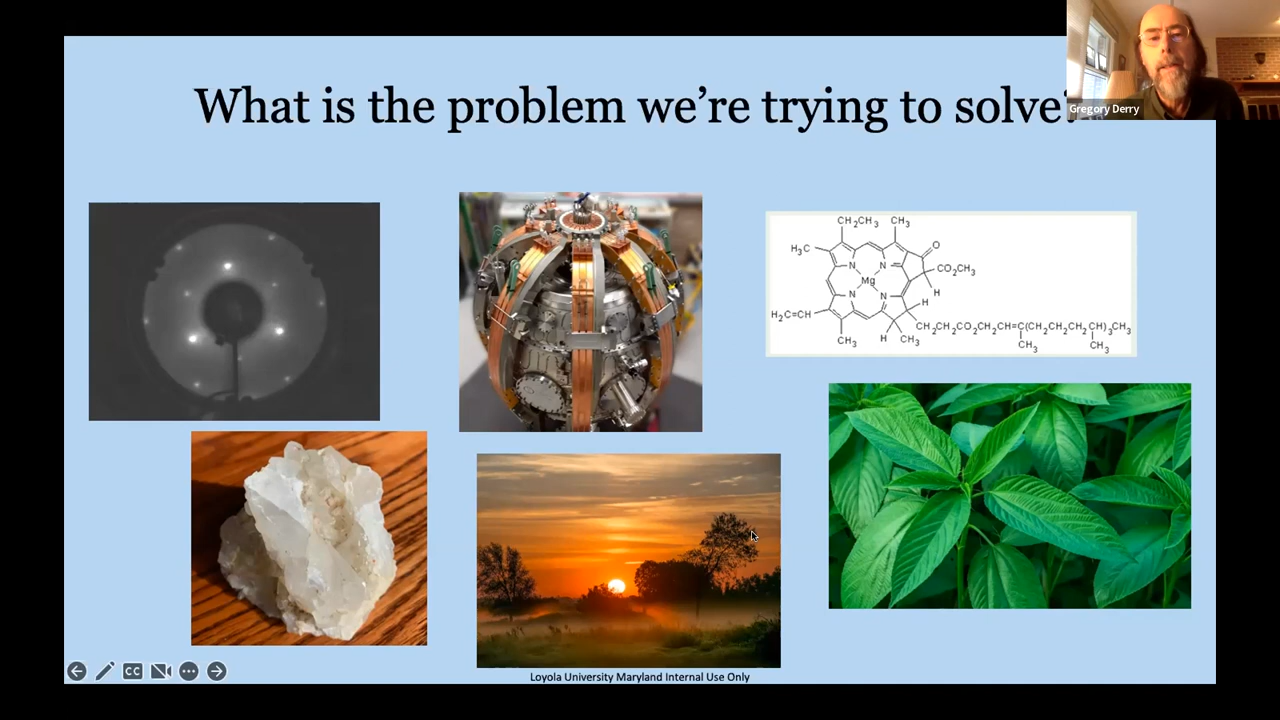 What is the problem we're trying to solve?
Gregory Derry
CH₂CH₃ CH₃
H₃C
O
N N
CO₂CH₃
Mg
H
N N
H
H₂C=CH
CH₂CH₂CO₂CH₂CH=C(CH₂CH₂CH₂CH)₃CH₃
CH₃ H CH₃ CH₃ CH₃
CC
Loyola University Maryland Internal Use Only